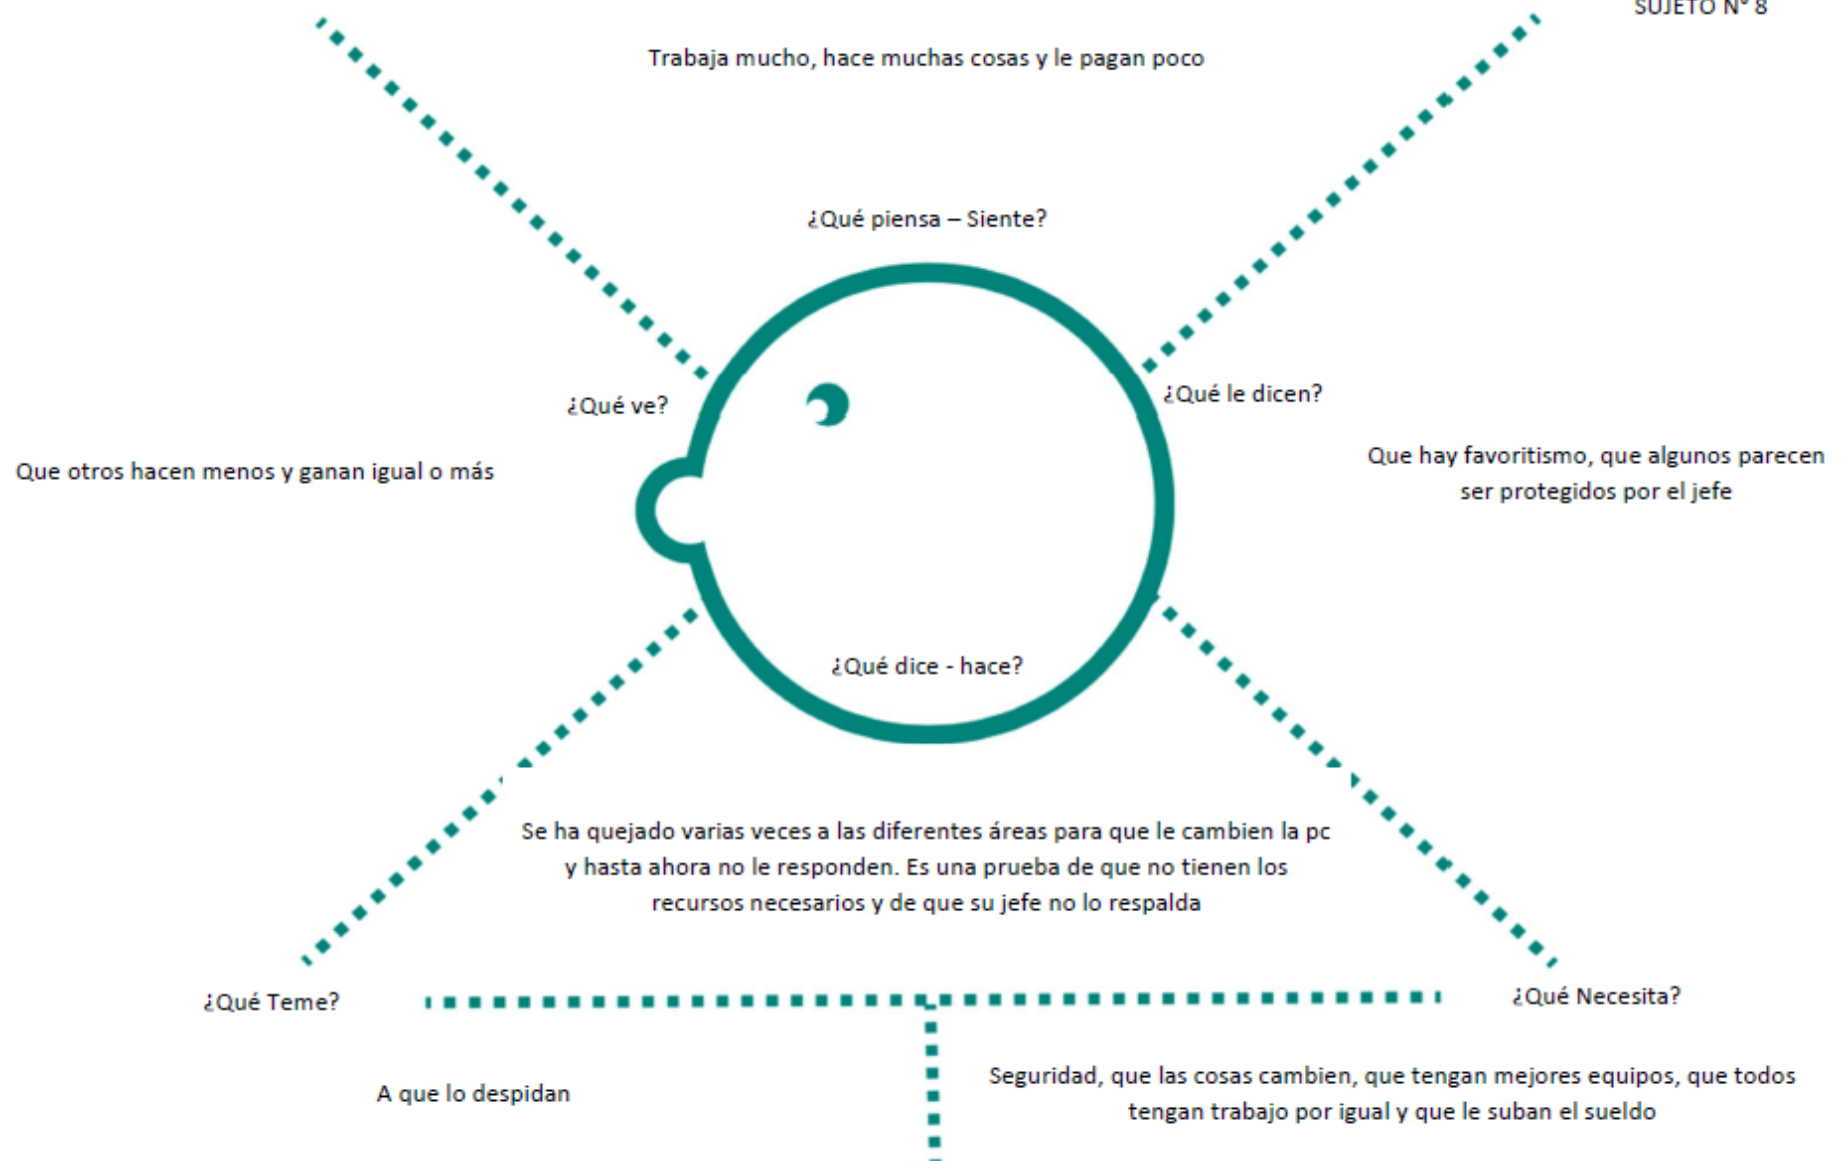 SUJETO N° 8
Trabaja mucho, hace muchas cosas y le pagan poco
¿Qué piensa – Siente?
¿Qué ve?
¿Qué le dicen?
Que otros hacen menos y ganan igual o más
Que hay favoritismo, que algunos parecen
ser protegidos por el jefe
¿Qué dice - hace?
Se ha quejado varias veces a las diferentes áreas para que le cambien la pc
y hasta ahora no le responden. Es una prueba de que no tienen los
recursos necesarios y de que su jefe no lo respalda
¿Qué Teme?
¿Qué Necesita?
A que lo despidan
Seguridad, que las cosas cambien, que tengan mejores equipos, que todos
tengan trabajo por igual y que le suban el sueldo